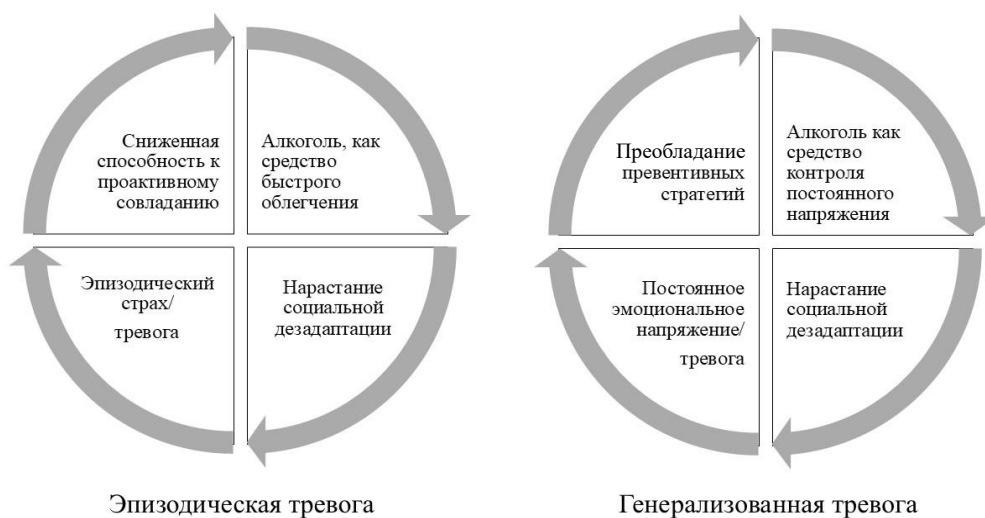 Сниженная
способность к
проактивному
совладанию
Алкоголь, как
средство
быстрого
облегчения
Эпизодический
страх/
тревога
Нарастание
социальной
дезадаптации
Эпизодическая тревога
Преобладание
превентивных
стратегий
Алкоголь как
средство
контроля
постоянного
напряжения
Постоянное
эмоциональное
напряжение/
тревога
Нарастание
социальной
дезадаптации
Генерализованная тревога